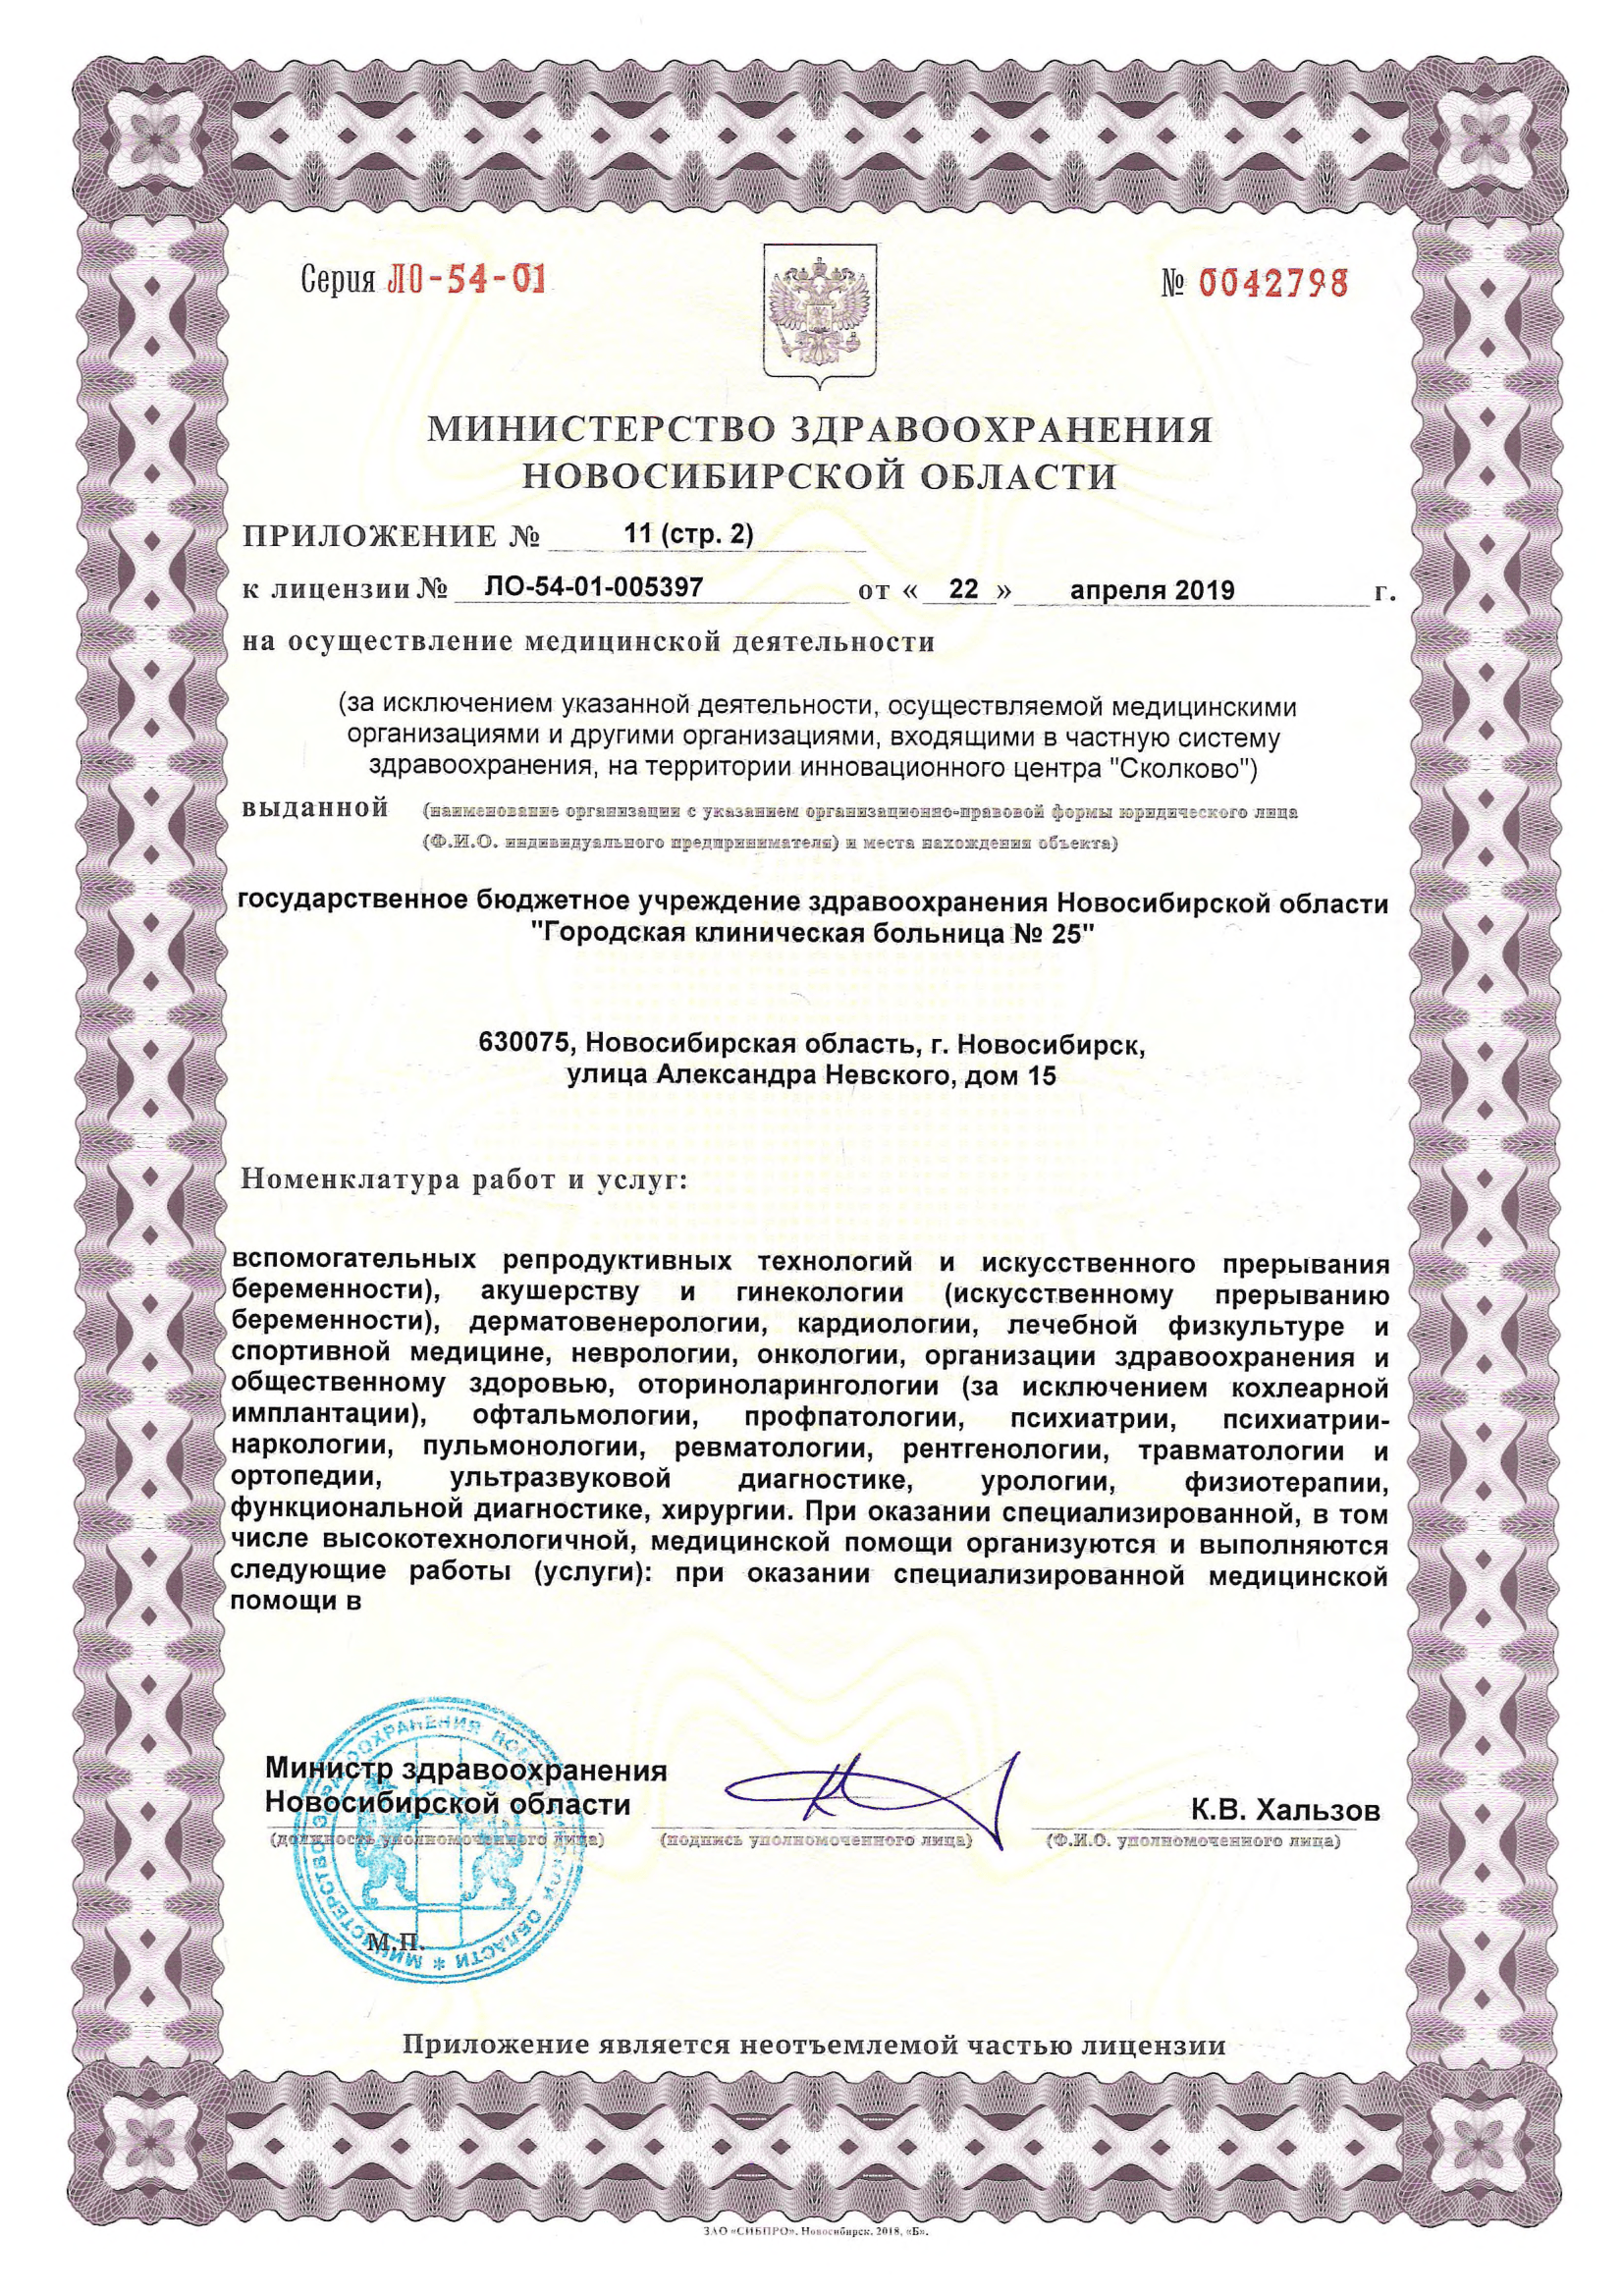 Серия ЛО-54-01
№ 0042798
МИНИСТЕРСТВО ЗДРАВООХРАНЕНИЯ
НОВОСИБИРСКОЙ ОБЛАСТИ
ПРИЛОЖЕНИЕ № 11 (стр. 2)
к лицензии № ЛО-54-01-005397 от « 22 » апреля 2019 г.
на осуществление медицинской деятельности
(за исключением указанной деятельности, осуществляемой медицинскими
организациями и другими организациями, входящими в частную систему
здравоохранения, на территории инновационного центра "Сколково")
выданной (наименование организации с указанием организационно-правовой формы юридического лица
(Ф.И.О. индивидуального предпринимателя) и места нахождения объекта)
государственное бюджетное учреждение здравоохранения Новосибирской области
"Городская клиническая больница № 25"
630075, Новосибирская область, г. Новосибирск,
улица Александра Невского, дом 15
Номенклатура работ и услуг:
вспомогательных репродуктивных технологий и искусственного прерывания
беременности), акушерству и гинекологии (искусственному прерыванию
беременности), дерматовенерологии, кардиологии, лечебной физкультуре и
спортивной медицине, неврологии, онкологии, организации здравоохранения и
общественному здоровью, оториноларингологии (за исключением кохлеарной
имплантации), офтальмологии, профпатологии, психиатрии, психиатрии-
наркологии, пульмонологии, ревматологии, рентгенологии, травматологии и
ортопедии, ультразвуковой диагностике, урологии, физиотерапии,
функциональной диагностике, хирургии. При оказании специализированной, в том
числе высокотехнологичной, медицинской помощи организуются и выполняются
следующие работы (услуги): при оказании специализированной медицинской
помощи в
Министр здравоохранения
Новосибирской области
К.В. Хальзов
(должность уполномоченного лица)
(подпись уполномоченного лица)
(Ф.И.О. уполномоченного лица)
МИНИСТЕРСТВО ЗДРАВООХРАНЕНИЯ НОВОСИБИРСКОЙ ОБЛАСТИ *
М.П.
Приложение является неотъемлемой частью лицензии
ЗАО «СИБПРО», Новосибирск, 2018, «Б».